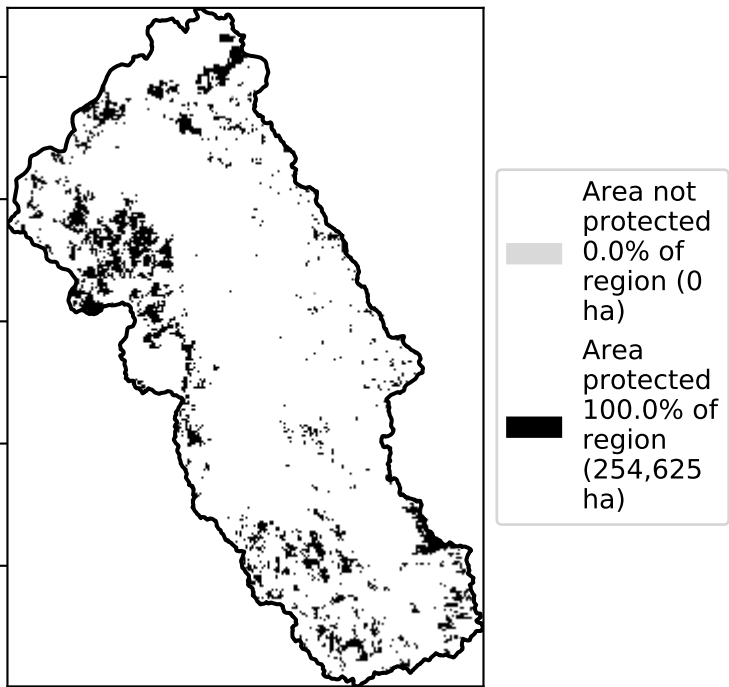 Area not
protected
0.0% of
region (0
ha)
Area
protected
100.0% of
region
(254,625
ha)